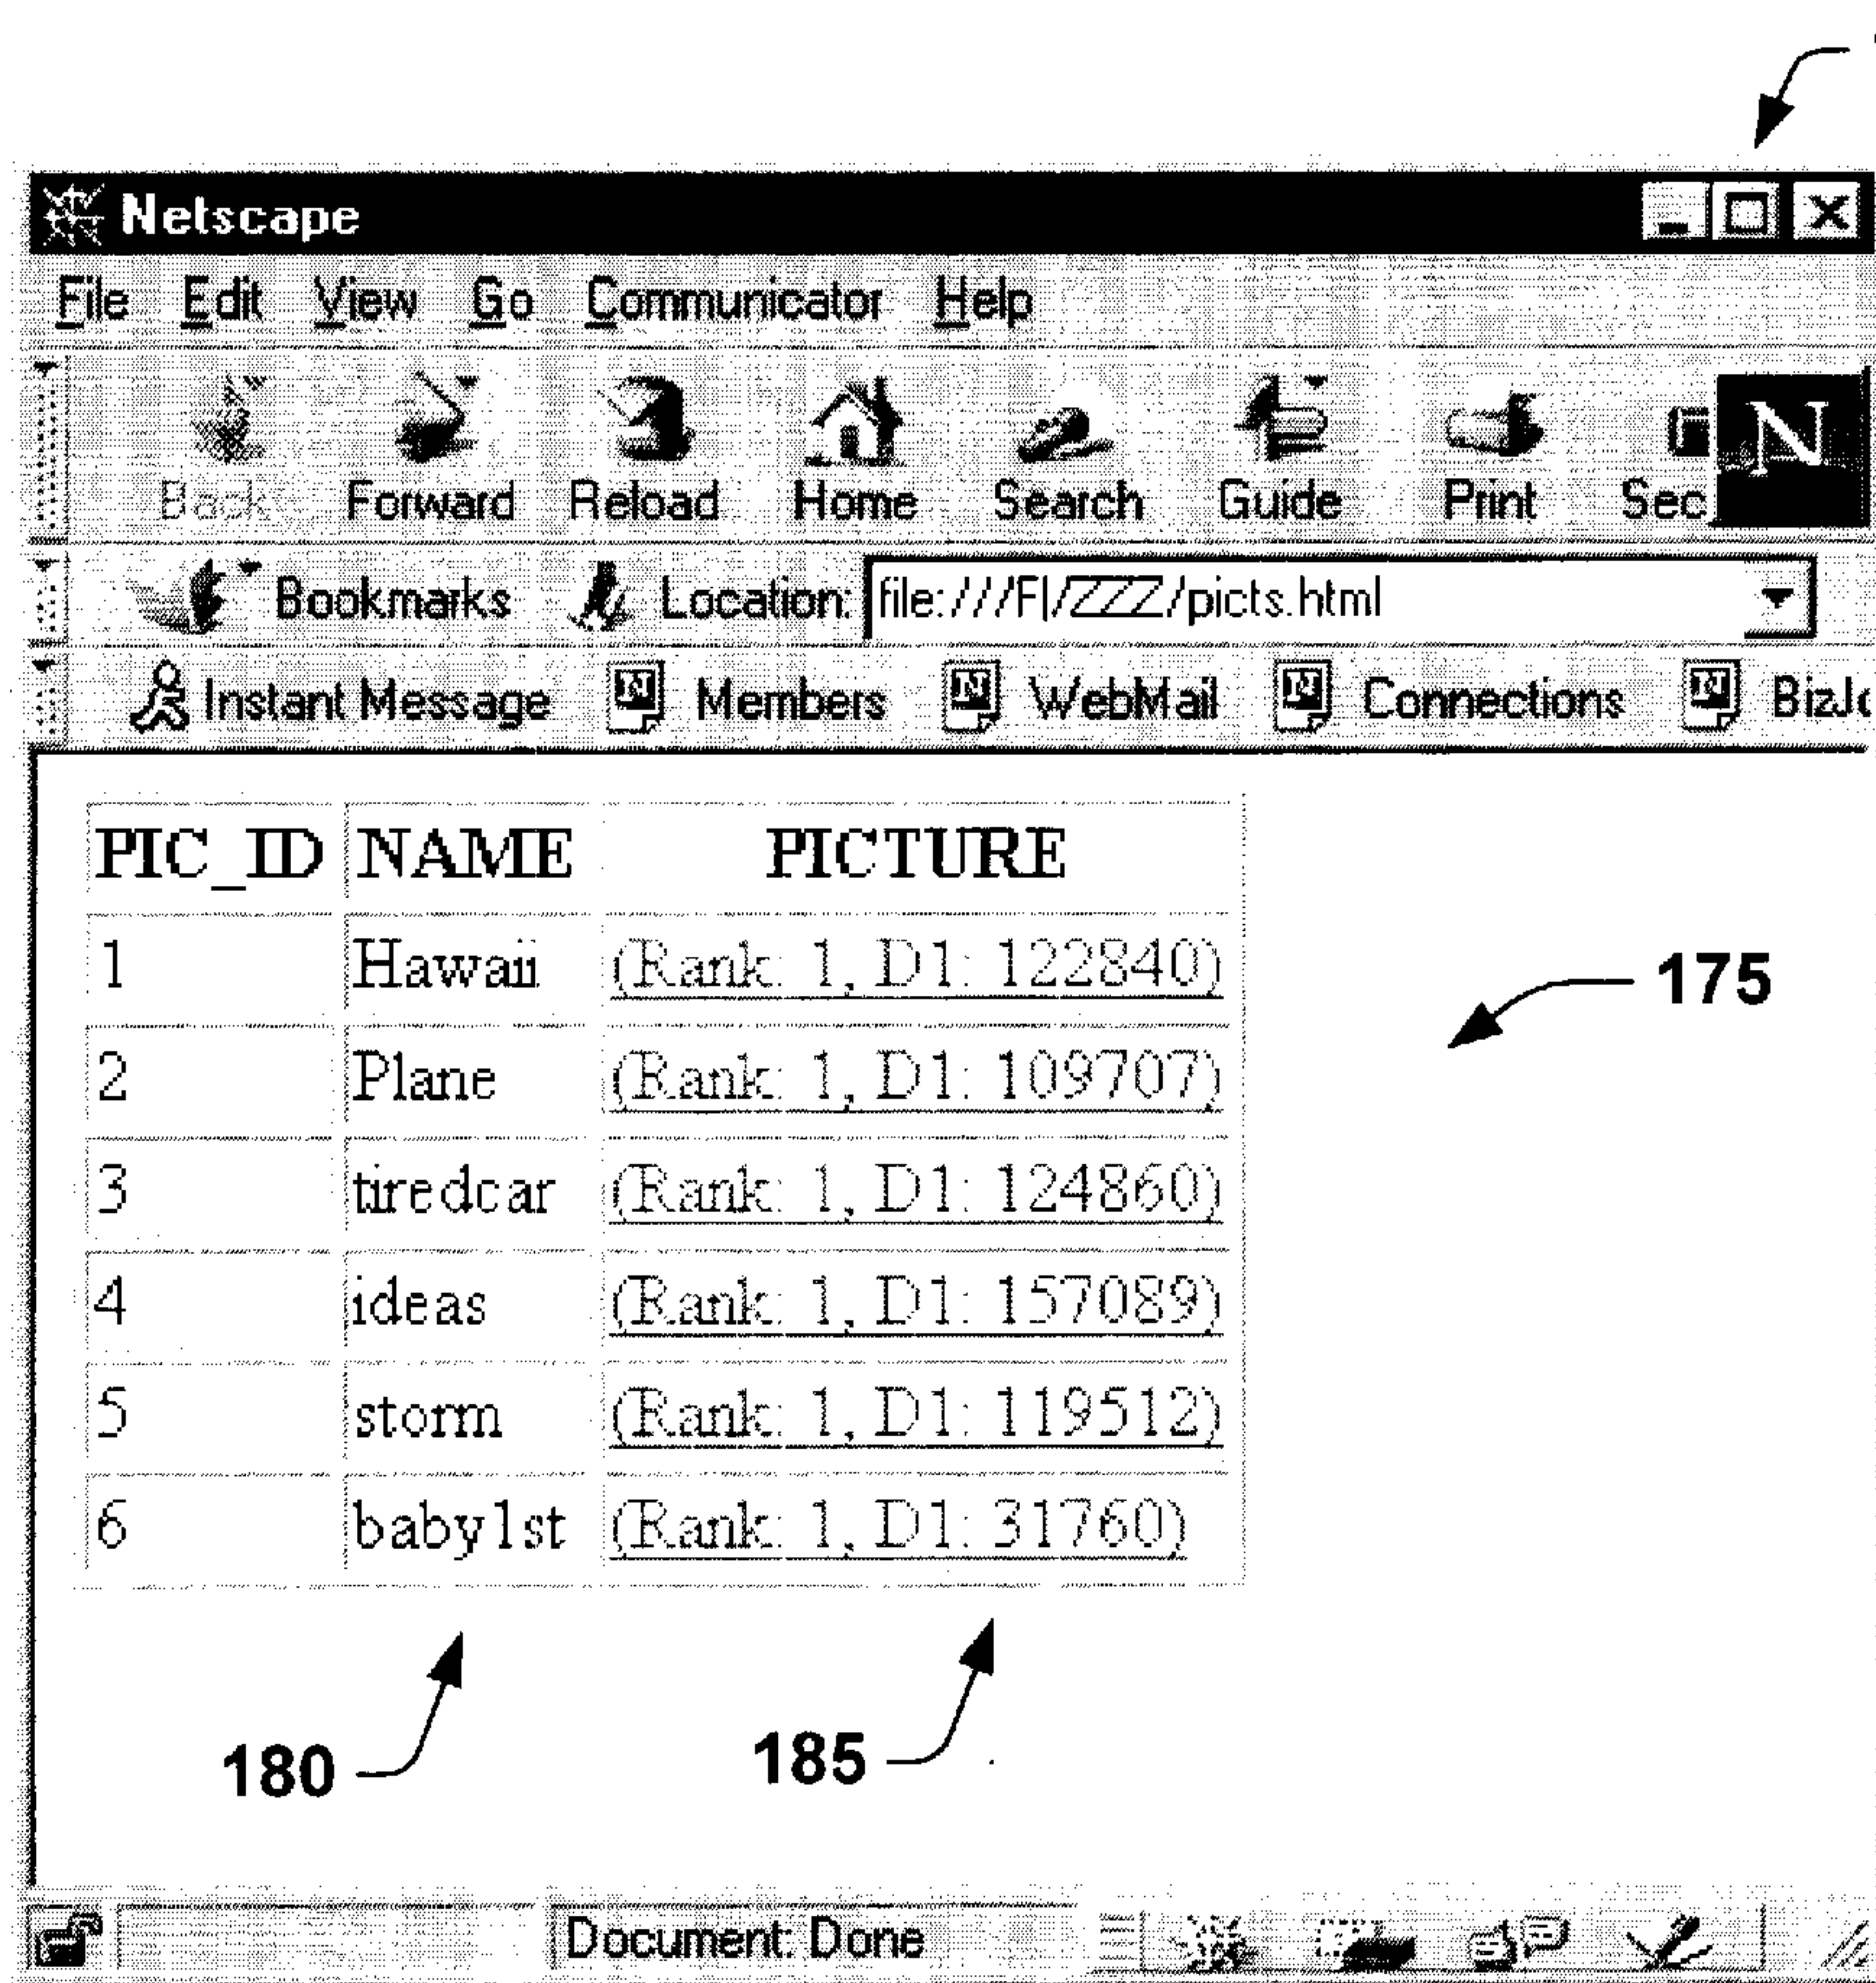 Netscape
File Edit View Go Communicator Help
Back Forward Reload Home Search Guide Print Sec
N
Bookmarks Location: file:///F|/ZZZ/picts.html
Instant Message Members WebMail Connections
PIC_ID NAME PICTURE
1 Hawaii (Rank: 1, D1: 122840)
2 Plane (Rank: 1, D1: 109707)
3 tiredcar (Rank: 1, D1: 124860)
4 ideas (Rank: 1, D1: 157089)
5 storm (Rank: 1, D1: 119512)
6 baby1st (Rank: 1, D1: 31760)
175
180 185
Document: Done